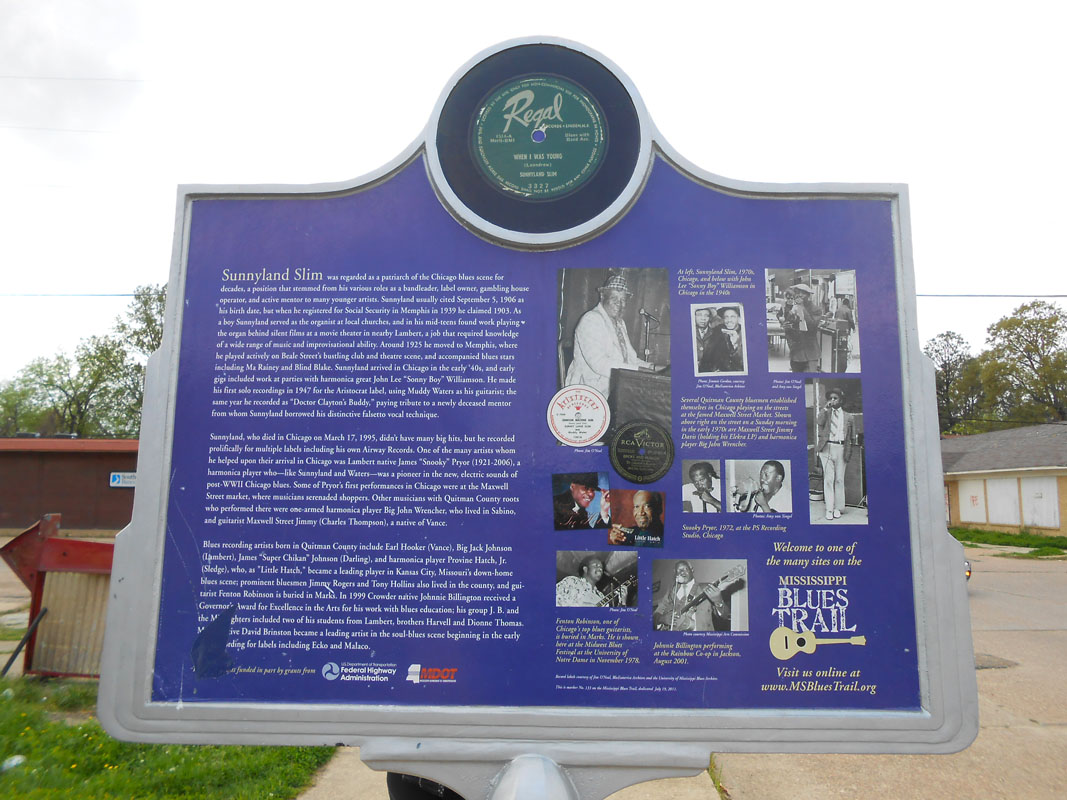 Regal
WHEN I WAS YOUNG
SUNNYLAND SLIM
3327
Sunnyland Slim was regarded as a patriarch of the Chicago blues scene for
decades, a position that stemmed from his various roles as a bandleader, label owner, gambling house
operator, and active mentor to many younger artists. Sunnyland usually cited September 5, 1906 as
his birth date, but when he registered for Social Security in Memphis in 1939 he claimed 1903. As
a boy Sunnyland served as the organist at local churches, and in his mid-teens found work playing
the organ behind silent films at a movie theater in nearby Lambert, a job that required knowledge
of a wide range of music and improvisational ability. Around 1925 he moved to Memphis, where
he played actively on Beale Street's bustling club and theatre scene, and accompanied blues stars
including Ma Rainey and Blind Blake. Sunnyland arrived in Chicago in the early '40s, and early
gigs included work at parties with harmonica great John Lee "Sonny Boy" Williamson. He made
his first solo recordings in 1947 for the Aristocrat label, using Muddy Waters as his guitarist; the
same year he recorded as "Doctor Clayton's Buddy," paying tribute to a newly deceased mentor
from whom Sunnyland borrowed his distinctive falsetto vocal technique.
Sunnyland, who died in Chicago on March 17, 1995, didn't have many big hits, but he recorded
prolifically for multiple labels including his own Airway Records. One of the many artists whom
he helped upon their arrival in Chicago was Lambert native James "Snooky" Pryor (1921-2006), a
harmonica player who—like Sunnyland and Waters—was a pioneer in the new, electric sounds of
post-WWII Chicago blues. Some of Pryor's first performances in Chicago were at the Maxwell
Street market, where musicians serenaded shoppers. Other musicians with Quitman County roots
who performed there were one-armed harmonica player Big John Wrencher, who lived in Sabino,
and guitarist Maxwell Street Jimmy (Charles Thompson), a native of Vance.
Blues recording artists born in Quitman County include Earl Hooker (Vance), Big Jack Johnson
(Lambert), James "Super Chikan" Johnson (Darling), and harmonica player Provine Hatch, Jr.
(Sledge), who, as "Little Hatch," became a leading player in Kansas City, Missouri's down-home
blues scene; prominent bluesmen Jimmy Rogers and Tony Hollins also lived in the county, and gui-
tarist Fenton Robinson is buried in Marks. In 1999 Crowder native Johnnie Billington received a
Governor's Award for Excellence in the Arts for his work with blues education; his group J. B. and
the Midnighters included two of his students from Lambert, brothers Harvell and Dionne Thomas.
David Brinston became a leading artist in the soul-blues scene beginning in the early
recording for labels including Ecko and Malaco.
funded in part by grants from
U.S. Department of Transportation
Federal Highway
Administration
MDOT
At left, Sunnyland Slim, 1970s,
Chicago, and below with John
Lee "Sonny Boy" Williamson in
Chicago in the 1940s
Aristocrat
RCA VICTOR
Photo: Jim O'Neal
Several Quitman County bluesmen established
themselves in Chicago playing on the streets
at the famed Maxwell Street Market. Shown
above right on the street on a Sunday morning
in the early 1970s are Maxwell Street Jimmy
Davis (holding his Elektra LP) and harmonica
player Big John Wrencher.
Photos: Amy van Singel
Snooky Pryor, 1972, at the PS Recording
Studio, Chicago
Little Hatch
Photo: Jim O'Neal
Fenton Robinson, one of
Chicago's top blues guitarists,
is buried in Marks. He is shown
here at the Midwest Blues
Festival at the University of
Notre Dame in November 1978.
Photo courtesy Mississippi Arts Commission
Johnnie Billington performing
at the Rainbow Co-op in Jackson,
August 2001.
Welcome to one of
the many sites on the
MISSISSIPPI
BLUES
TRAIL
Visit us online at
www.MSBluesTrail.org